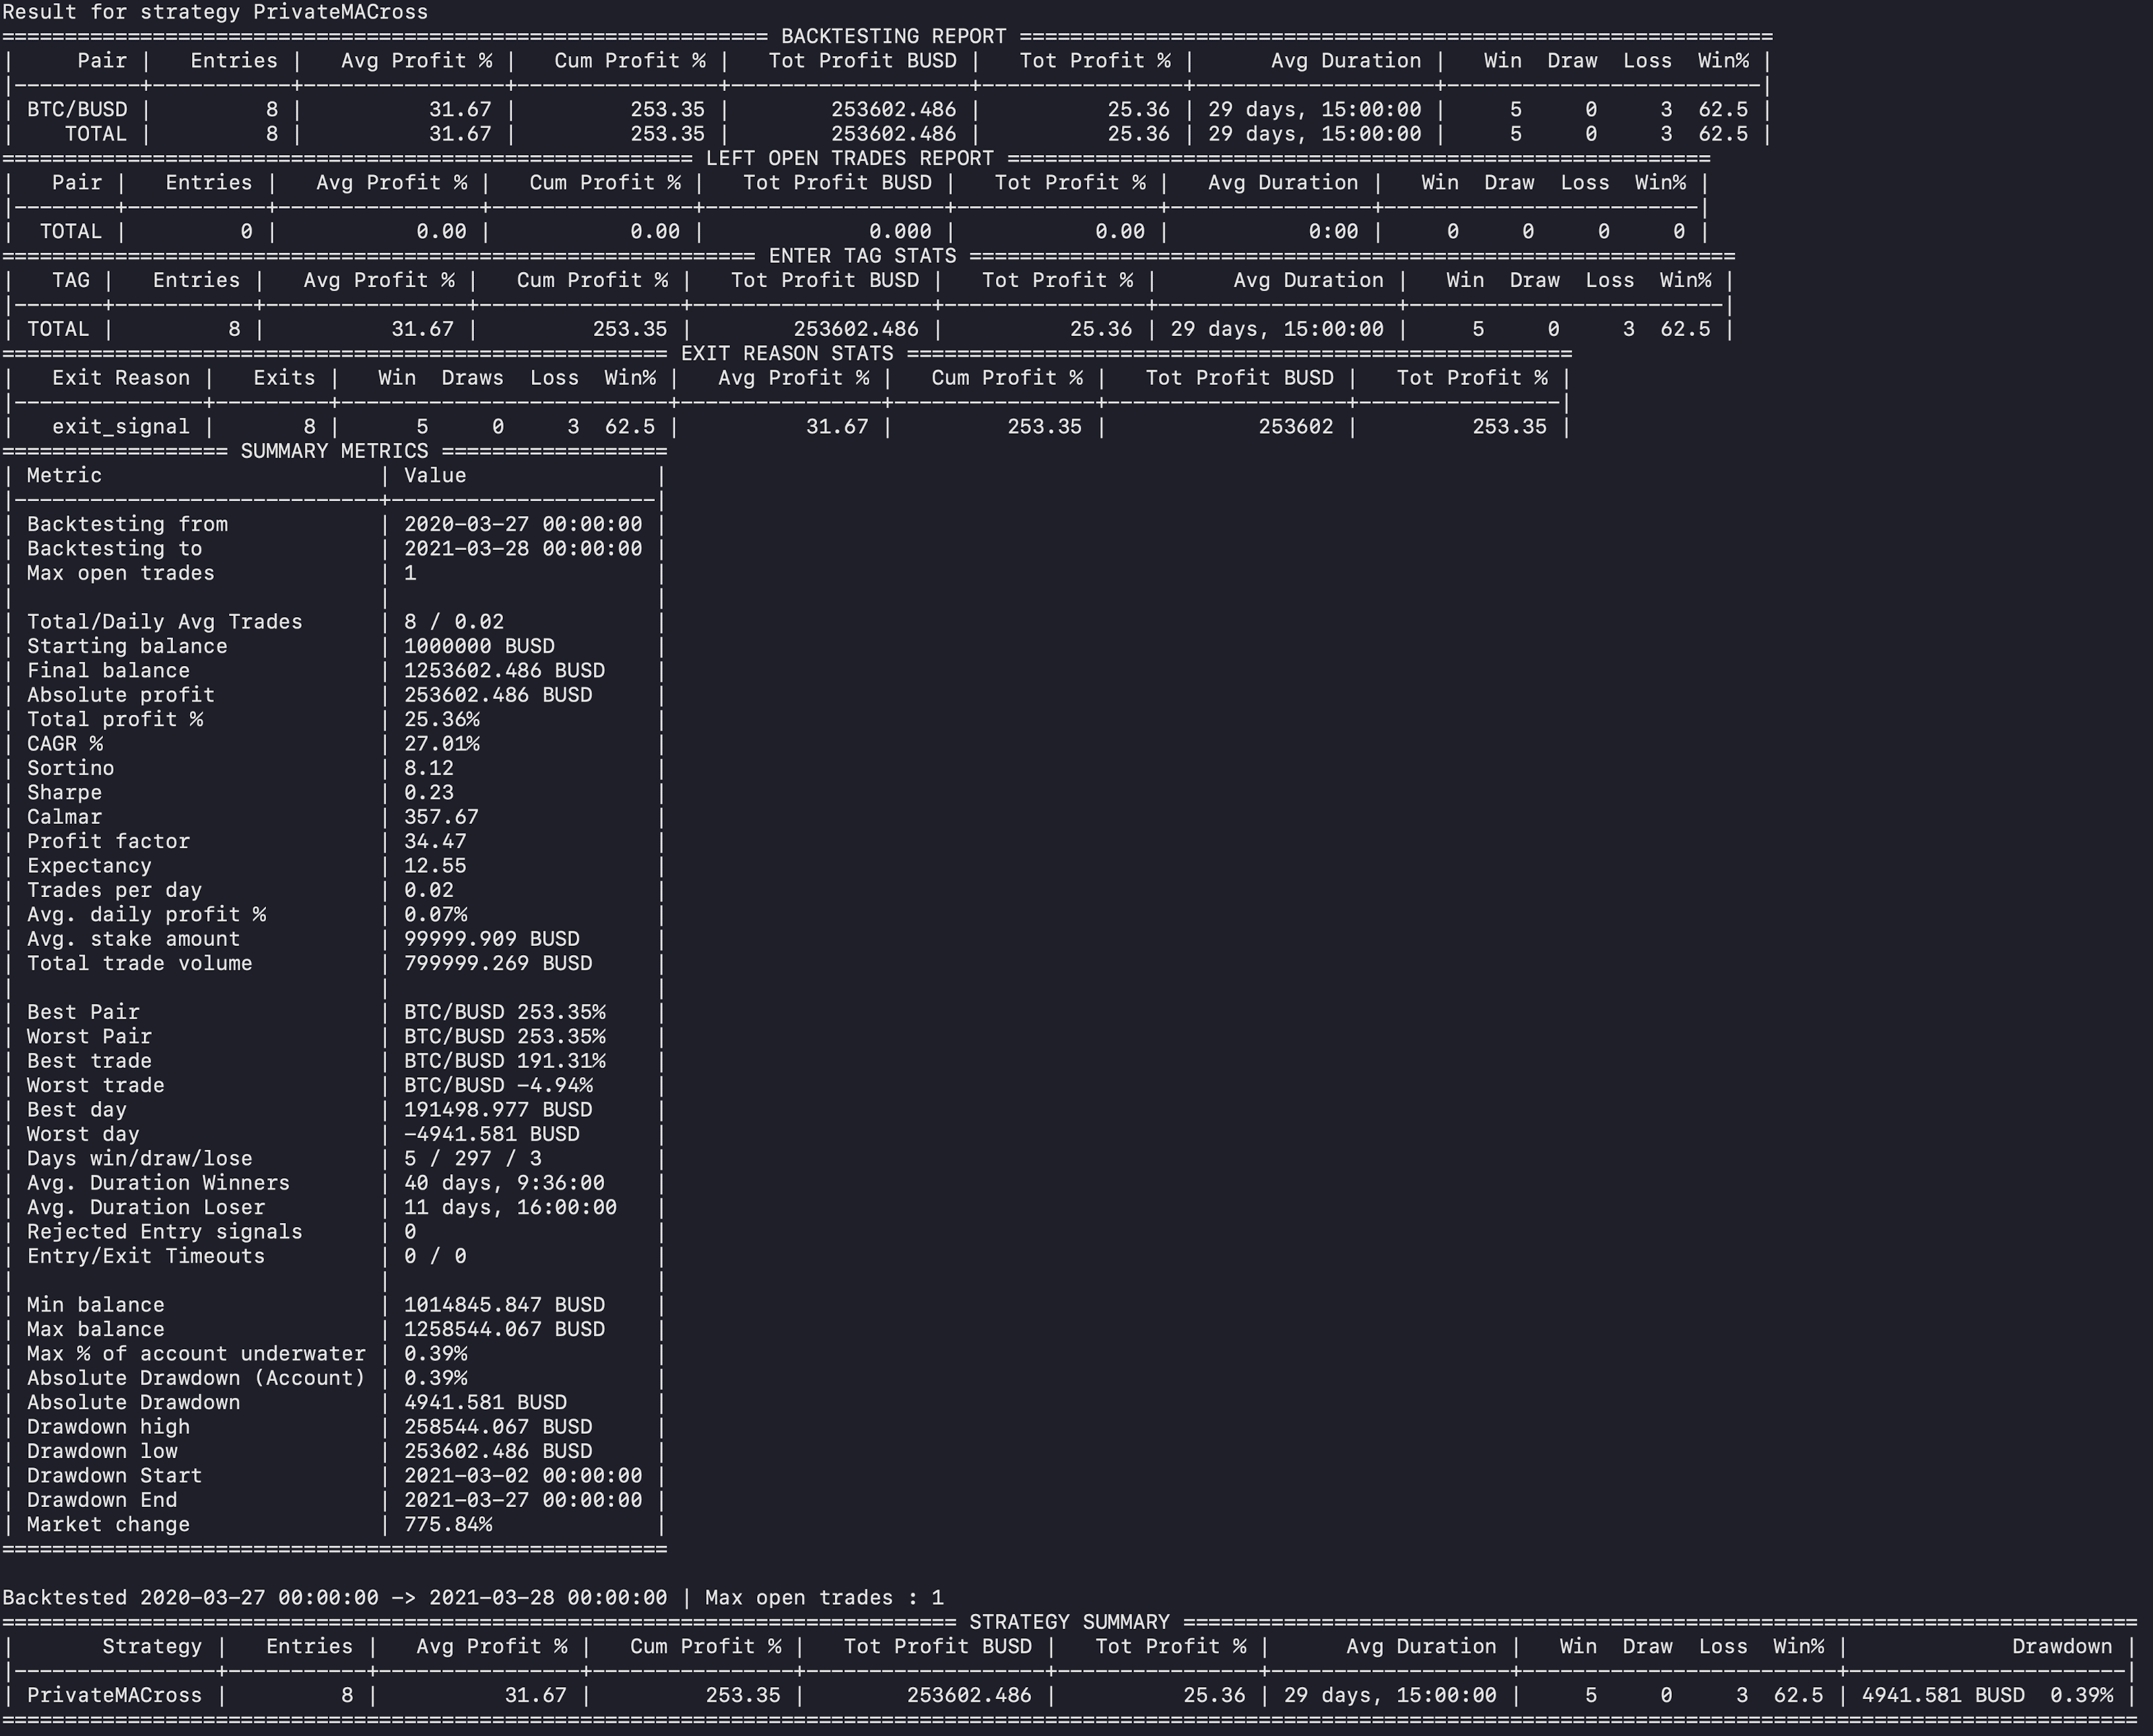 Result for strategy PrivateMACross
============================================================= BACKTESTING REPORT ============================================================
|     Pair |   Entries |   Avg Profit % |   Cum Profit % |   Tot Profit BUSD |   Tot Profit % |      Avg Duration |   Win  Draw  Loss  Win% |
|----------+-----------+----------------+----------------+-------------------+----------------+-------------------+-------------------------|
| BTC/BUSD |         8 |          31.67 |         253.35 |        253602.486 |          25.36 | 29 days, 15:00:00 |     5     0     3  62.5 |
|    TOTAL |         8 |          31.67 |         253.35 |        253602.486 |          25.36 | 29 days, 15:00:00 |     5     0     3  62.5 |
======================================================= LEFT OPEN TRADES REPORT ========================================================
|   Pair |   Entries |   Avg Profit % |   Cum Profit % |   Tot Profit BUSD |   Tot Profit % |   Avg Duration |   Win  Draw  Loss  Win% |
|--------+-----------+----------------+----------------+-------------------+----------------+----------------+-------------------------|
|  TOTAL |         0 |           0.00 |           0.00 |             0.000 |           0.00 |           0:00 |     0     0     0     0 |
============================================================ ENTER TAG STATS =============================================================
|   TAG |   Entries |   Avg Profit % |   Cum Profit % |   Tot Profit BUSD |   Tot Profit % |      Avg Duration |   Win  Draw  Loss  Win% |
|-------+-----------+----------------+----------------+-------------------+----------------+-------------------+-------------------------|
| TOTAL |         8 |          31.67 |         253.35 |        253602.486 |          25.36 | 29 days, 15:00:00 |     5     0     3  62.5 |
===================================================== EXIT REASON STATS =====================================================
|   Exit Reason |   Exits |   Win  Draws  Loss  Win% |   Avg Profit % |   Cum Profit % |   Tot Profit BUSD |   Tot Profit % |
|---------------+---------+--------------------------+----------------+----------------+-------------------+----------------|
|   exit_signal |       8 |     5     0     3  62.5 |          31.67 |         253.35 |            253602 |         253.35 |
================== SUMMARY METRICS ==================
| Metric                      | Value               |
|-----------------------------+---------------------|
| Backtesting from            | 2020-03-27 00:00:00 |
| Backtesting to              | 2021-03-28 00:00:00 |
| Max open trades             | 1                   |
|                             |                     |
| Total/Daily Avg Trades      | 8 / 0.02            |
| Starting balance            | 1000000 BUSD        |
| Final balance               | 1253602.486 BUSD    |
| Absolute profit             | 253602.486 BUSD     |
| Total profit %              | 25.36%              |
| CAGR %                      | 27.01%              |
| Sortino                     | 8.12                |
| Sharpe                      | 0.23                |
| Calmar                      | 357.67              |
| Profit factor               | 34.47               |
| Expectancy                  | 12.55               |
| Trades per day              | 0.02                |
| Avg. daily profit %         | 0.07%               |
| Avg. stake amount           | 99999.909 BUSD      |
| Total trade volume          | 799999.269 BUSD     |
|                             |                     |
| Best Pair                   | BTC/BUSD 253.35%    |
| Worst Pair                  | BTC/BUSD 253.35%    |
| Best trade                  | BTC/BUSD 191.31%    |
| Worst trade                 | BTC/BUSD -4.94%     |
| Best day                    | 191498.977 BUSD     |
| Worst day                   | -4941.581 BUSD      |
| Days win/draw/lose          | 5 / 297 / 3         |
| Avg. Duration Winners       | 40 days, 9:36:00    |
| Avg. Duration Loser         | 11 days, 16:00:00   |
| Rejected Entry signals      | 0                   |
| Entry/Exit Timeouts         | 0 / 0               |
|                             |                     |
| Min balance                 | 1014845.847 BUSD    |
| Max balance                 | 1258544.067 BUSD    |
| Max % of account underwater | 0.39%               |
| Absolute Drawdown (Account) | 0.39%               |
| Absolute Drawdown           | 4941.581 BUSD       |
| Drawdown high               | 258544.067 BUSD     |
| Drawdown low                | 253602.486 BUSD     |
| Drawdown Start              | 2021-03-02 00:00:00 |
| Drawdown End                | 2021-03-27 00:00:00 |
| Market change               | 775.84%             |
=====================================================
Backtested 2020-03-27 00:00:00 -> 2021-03-28 00:00:00 | Max open trades : 1
============================================================================ STRATEGY SUMMARY ============================================================================
|       Strategy |   Entries |   Avg Profit % |   Cum Profit % |   Tot Profit BUSD |   Tot Profit % |      Avg Duration |   Win  Draw  Loss  Win% |             Drawdown |
|----------------+-----------+----------------+----------------+-------------------+----------------+-------------------+-------------------------+----------------------|
| PrivateMACross |         8 |          31.67 |         253.35 |        253602.486 |          25.36 | 29 days, 15:00:00 |     5     0     3  62.5 | 4941.581 BUSD  0.39% |
==========================================================================================================================================================================